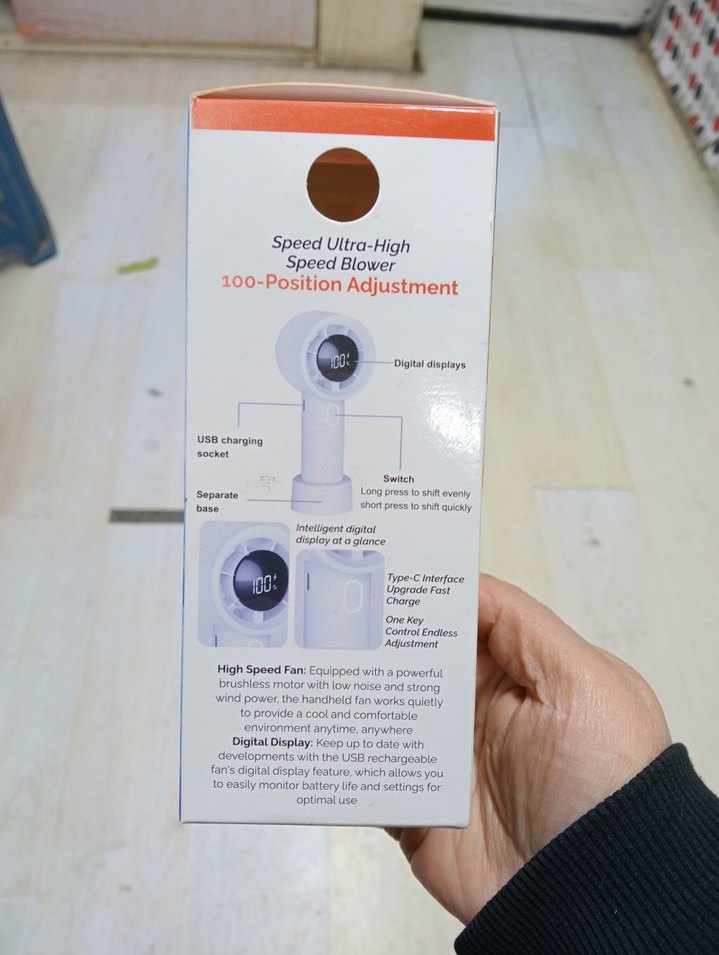 Speed Ultra-High
Speed Blower
100-Position Adjustment
100
%
Digital displays
USB charging
socket
Switch
Long press to shift evenly
short press to shift quickly
Separate
base
Intelligent digital
display at a glance
100
%
Type-C Interface
Upgrade Fast
Charge
One Key
Control Endless
Adjustment
High Speed Fan: Equipped with a powerful
brushless motor with low noise and strong
wind power, the handheld fan works quietly
to provide a cool and comfortable
environment anytime, anywhere
Digital Display: Keep up to date with
developments with the USB rechargeable
fan's digital display feature, which allows you
to easily monitor battery life and settings for
optimal use